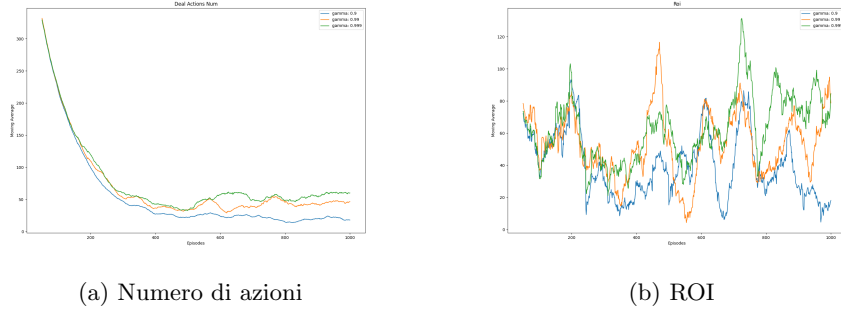 Deal Actions Num
gamma: 0.9
gamma: 0.99
gamma: 0.999
Moving Average
300
250
200
150
100
50
0
200
400
600
800
1000
Episodes
(a) Numero di azioni
Roi
gamma: 0.9
gamma: 0.99
gamma: 0.999
Moving Average
120
100
80
60
40
20
0
200
400
600
800
1000
Episodes
(b) ROI